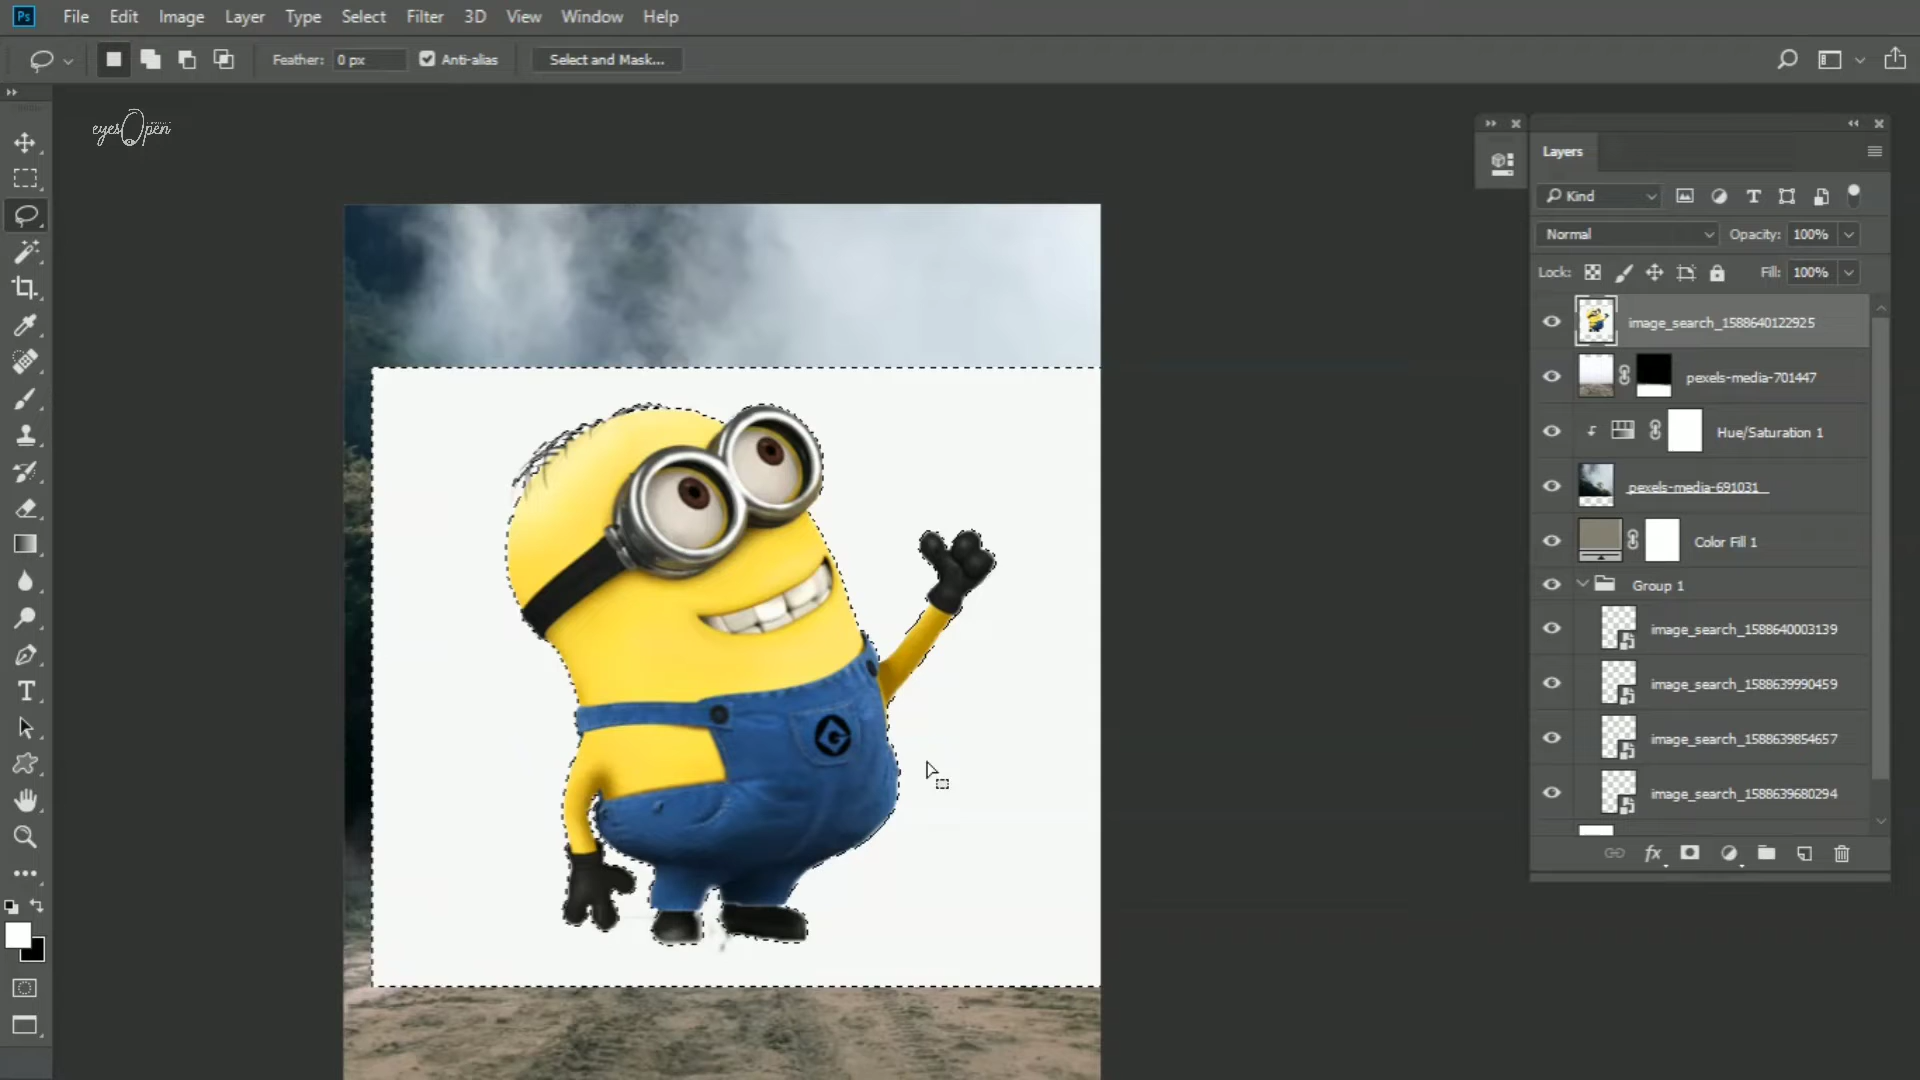 Ps File Edit Image Layer Type Select Filter 3D View Window Help
Feather: 0 px Anti-alias Select and Mask...
eyesOpen
Layers
Kind
Normal Opacity: 100%
Lock: Fill: 100%
image_search_1588640122925
pexels-media-701447
Hue/Saturation 1
pexels-media-691031
Color Fill 1
Group 1
image_search_1588640003139
image_search_1588639990459
image_search_1588639854657
image_search_1588639680294
fx